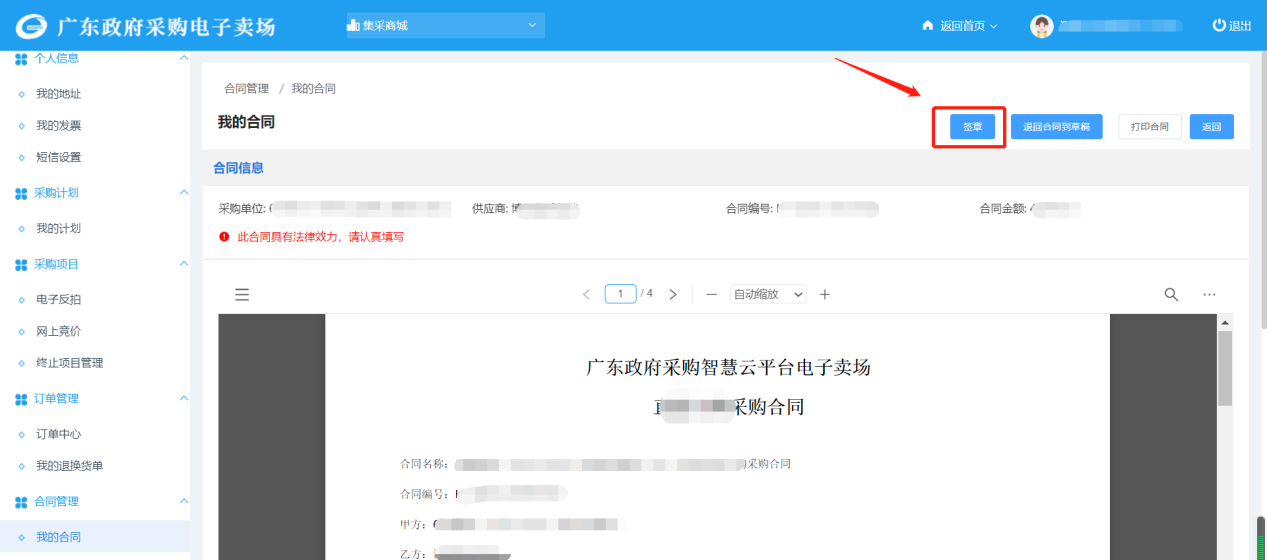 广东政府采购电子卖场
集采商城
返回首页
退出
个人信息
我的地址
我的发票
短信设置
采购计划
我的计划
采购项目
电子反拍
网上竞价
终止项目管理
订单管理
订单中心
我的退换货单
合同管理
我的合同
合同管理 / 我的合同
我的合同
签章 退回合同到草稿 打印合同 返回
合同信息
采购单位: 供应商: 合同编号: 合同金额:
此合同具有法律效力，请认真填写
1 / 4 自动缩放
广东政府采购智慧云平台电子卖场
采购合同
合同名称： 采购合同
合同编号：
甲方：
乙方：